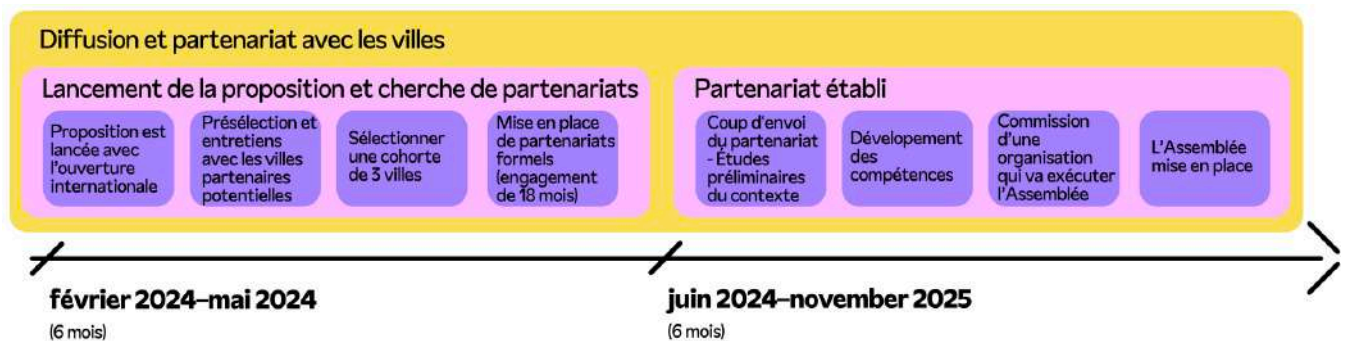 Diffusion et partenariat avec les villes
Lancement de la proposition et cherche de partenariats
Proposition est
lancée avec
l'ouverture
internationale
Présélection et
entretiens
avec les villes
partenaires
potentielles
Sélectionner
une cohorte
de 3 villes
Mise en place
de partenariats
formels
(engagement
de 18 mois)
Partenariat établi
Coup d'envoi
du partenariat
- Études
préliminaires
du contexte
Dévelopement
des
compétences
Commission
d'une
organisation
qui va exécuter
l'Assemblée
L'Assemblée
mise en place
février 2024–mai 2024
(6 mois)
juin 2024–november 2025
(6 mois)